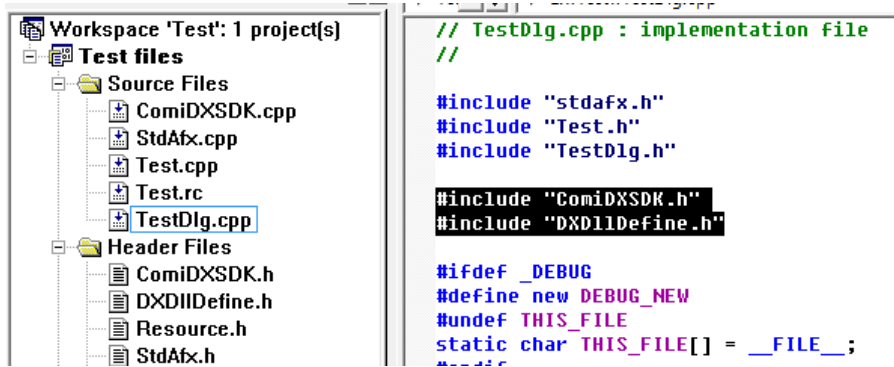 Workspace 'Test': 1 project(s)
Test files
Source Files
ComiDXSDK.cpp
StdAfx.cpp
Test.cpp
Test.rc
TestDlg.cpp
Header Files
ComiDXSDK.h
DXDllDefine.h
Resource.h
StdAfx.h
// TestDlg.cpp : implementation file
//
#include "stdafx.h"
#include "Test.h"
#include "TestDlg.h"
#include "ComiDXSDK.h"
#include "DXDllDefine.h"
#ifdef _DEBUG
#define new DEBUG_NEW
#undef THIS_FILE
static char THIS_FILE[] = __FILE__;